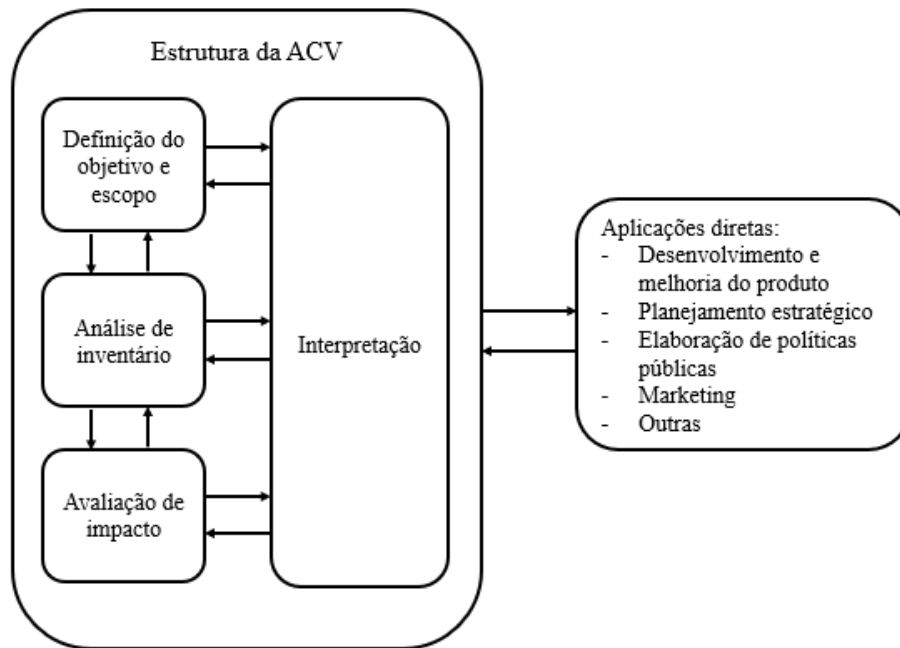 Estrutura da ACV
Definição do
objetivo e
escopo
Análise de
inventário
Avaliação de
impacto
Interpretação
Aplicações diretas:
- Desenvolvimento e
melhoria do produto
- Planejamento estratégico
- Elaboração de políticas
públicas
- Marketing
- Outras